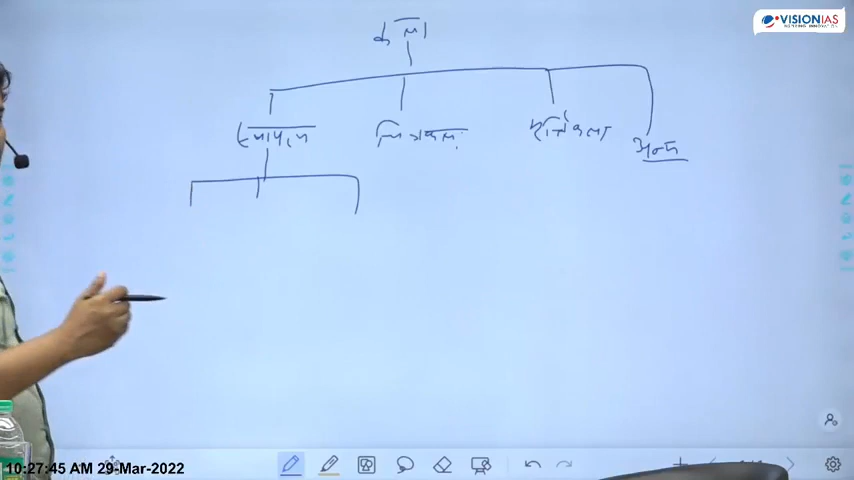 VISIONIAS
कला
स्थापत्य
चित्रकला
मूर्तिकला
अन्य
10:27:45 AM 29-Mar-2022